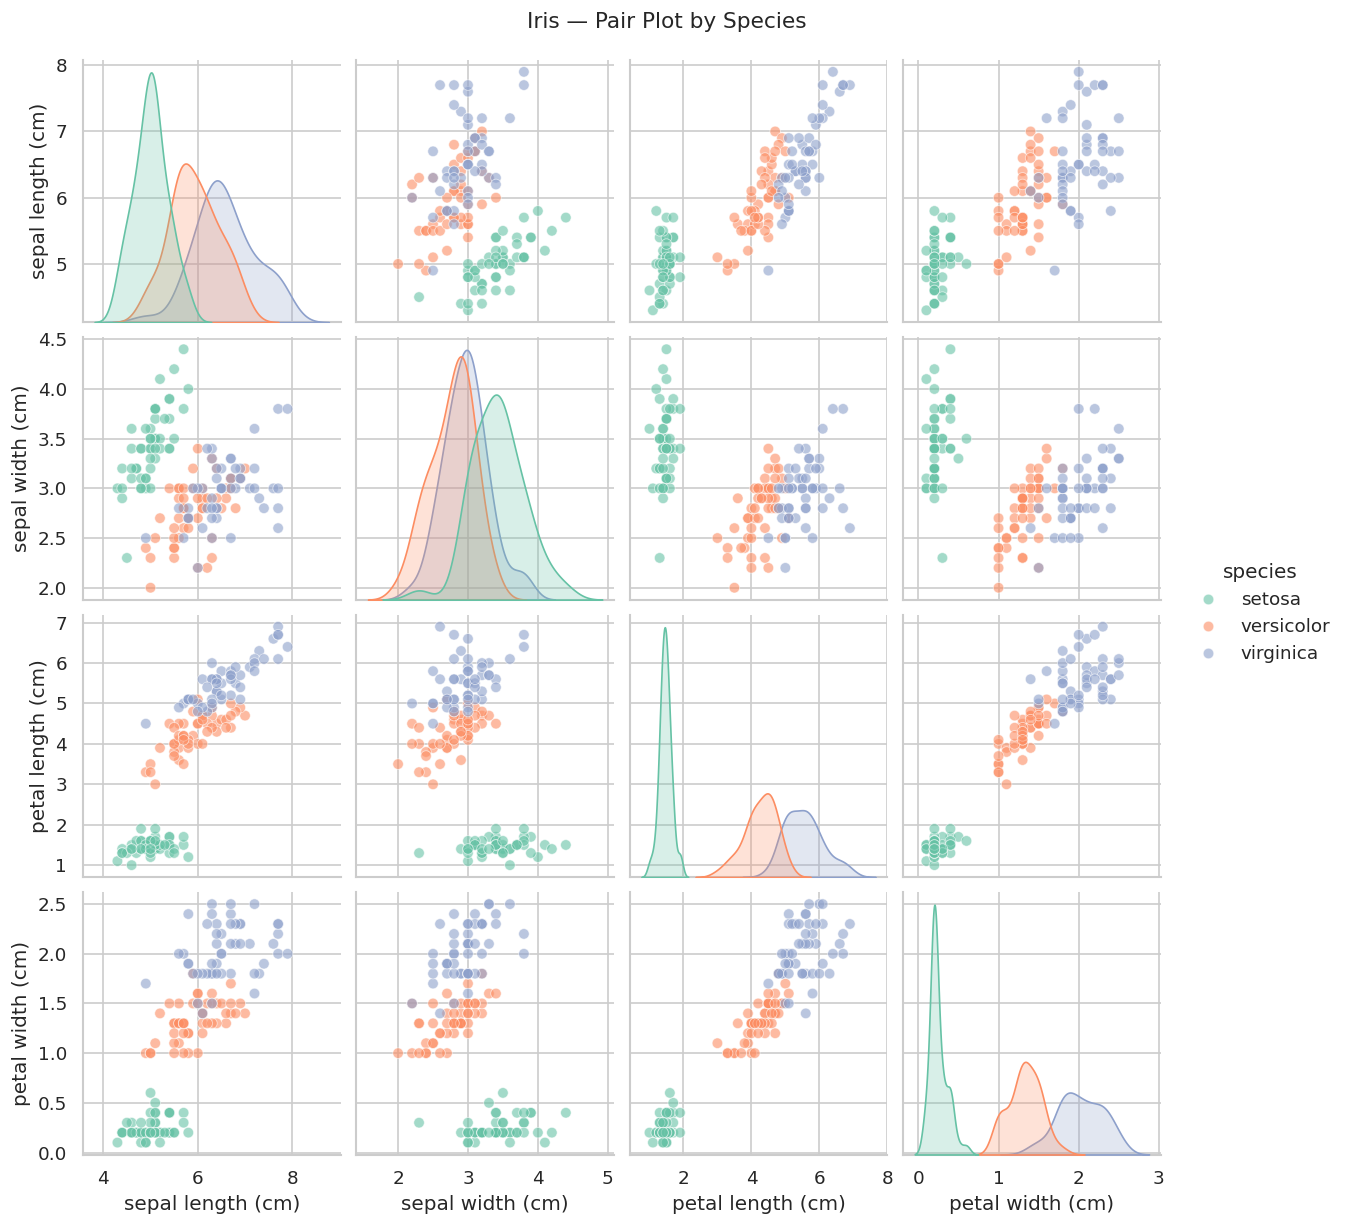 Iris — Pair Plot by Species
8
7
6
5
sepal length (cm)
4.5
4.0
3.5
3.0
2.5
2.0
sepal width (cm)
7
6
5
4
3
2
1
petal length (cm)
2.5
2.0
1.5
1.0
0.5
0.0
petal width (cm)
4 6 8
2 3 4 5
2 4 6 8
0 1 2 3
sepal length (cm)
sepal width (cm)
petal length (cm)
petal width (cm)
species
setosa
versicolor
virginica